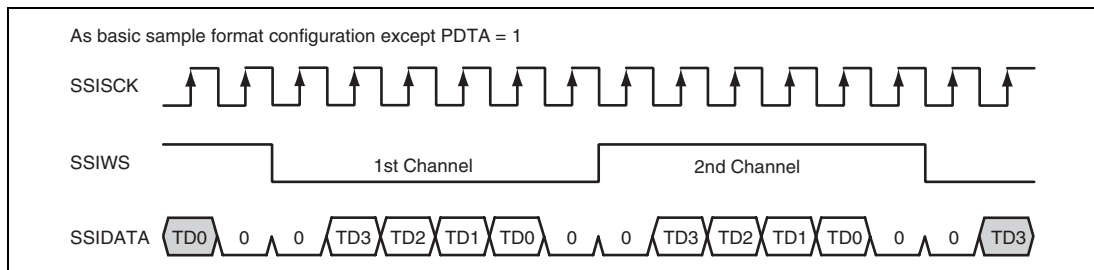 As basic sample format configuration except PDTA = 1
SSISCK
SSIWS 1st Channel 2nd Channel
SSIDATA TD0 0 0 TD3 TD2 TD1 TD0 0 0 TD3 TD2 TD1 TD0 0 0 TD3